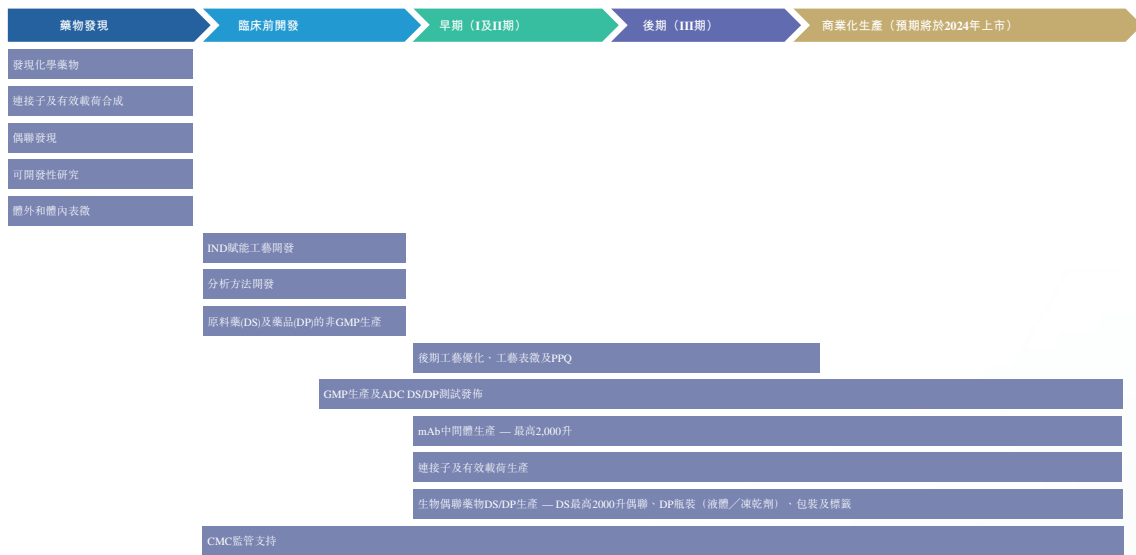 藥物發現
臨床前開發
早期（I及II期）
後期（III期）
商業化生產（預期將於2024年上市）
發現化學藥物
連接子及有效載荷合成
偶聯發現
可開發性研究
體外和體內表徵
IND賦能工藝開發
分析方法開發
原料藥(DS)及藥品(DP)的非GMP生產
後期工藝優化、工藝表徵及PPQ
GMP生產及ADC DS/DP測試發佈
mAb中間體生產 — 最高2,000升
連接子及有效載荷生產
生物偶聯藥物DS/DP生產 — DS最高2000升偶聯、DP瓶裝（液體╱凍乾劑）、包裝及標籤
CMC監管支持